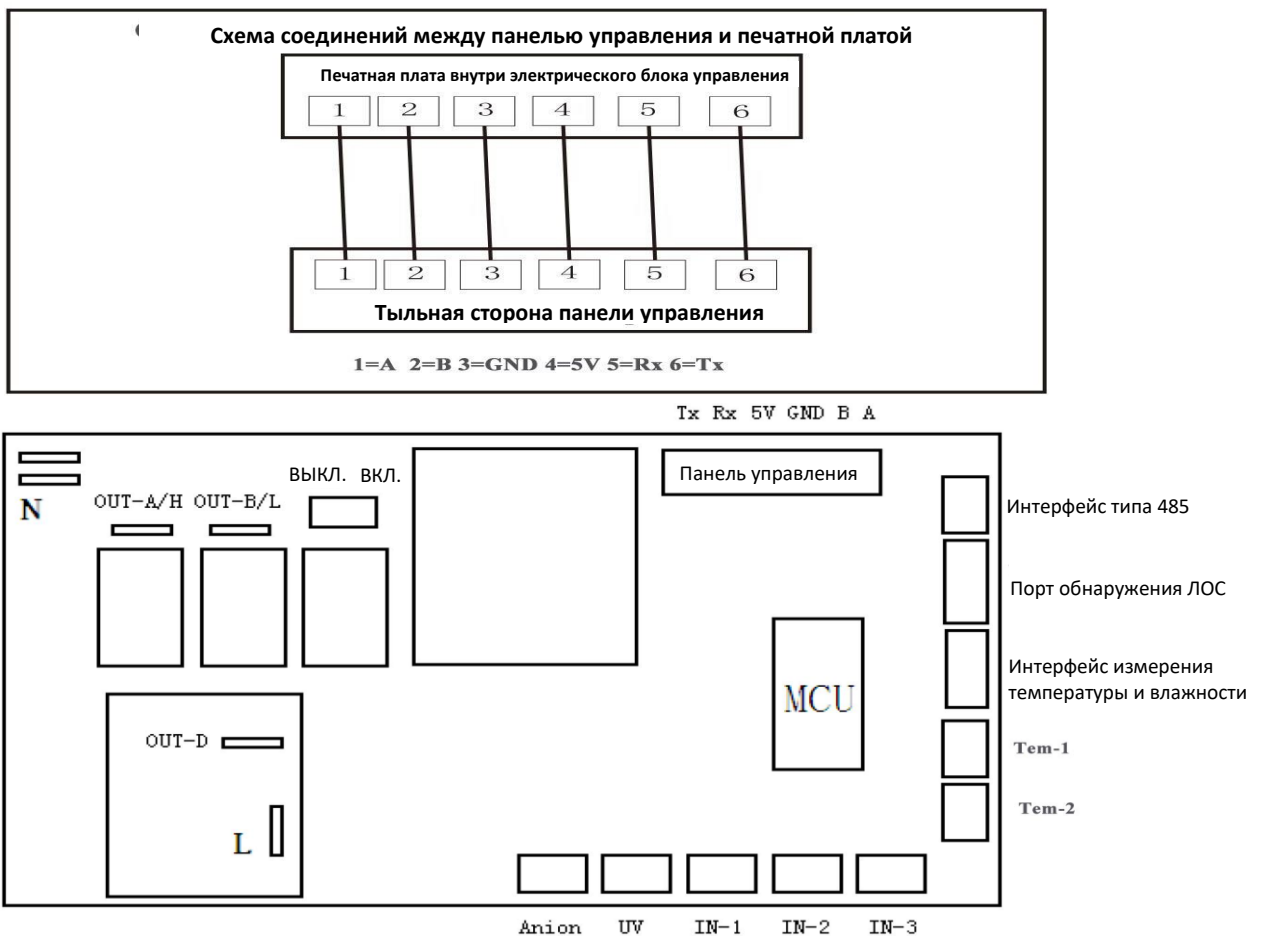 Схема соединений между панелью управления и печатной платой
Печатная плата внутри электрического блока управления
1 2 3 4 5 6
1 2 3 4 5 6
Тыльная сторона панели управления
1=A 2=B 3=GND 4=5V 5=Rx 6=Tx
Tx Rx 5V GND B A
Панель управления
ВЫКЛ. ВКЛ.
N
OUT-A/H OUT-B/L
Интерфейс типа 485
Порт обнаружения ЛОС
Интерфейс измерения
температуры и влажности
MCU
OUT-D
Tem-1
Tem-2
L
Anion UV IN-1 IN-2 IN-3